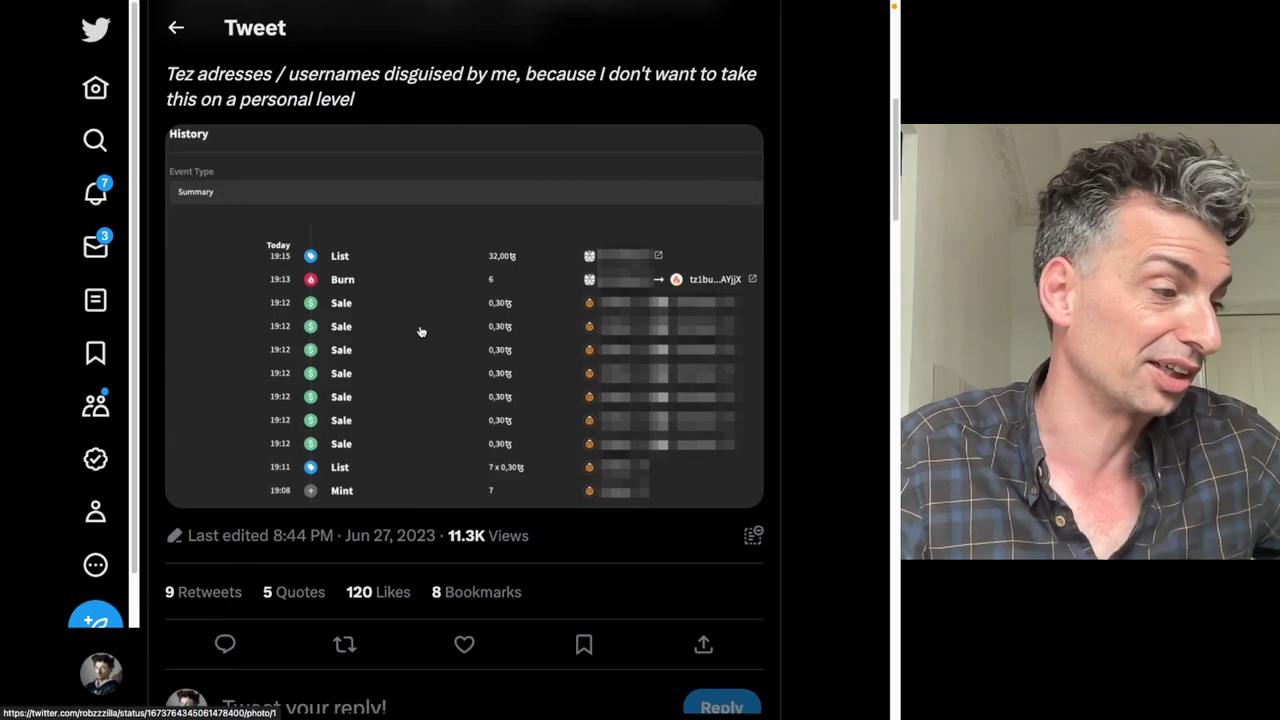 Tweet
Tez adresses / usernames disguised by me, because I don't want to take
this on a personal level
History
Event Type
Summary
Today
19:15 List 32,00ꜩ
19:13 Burn 6 → tz1bu...AYjjX
19:12 Sale 0,30ꜩ
19:12 Sale 0,30ꜩ
19:12 Sale 0,30ꜩ
19:12 Sale 0,30ꜩ
19:12 Sale 0,30ꜩ
19:12 Sale 0,30ꜩ
19:12 Sale 0,30ꜩ
19:11 List 7 x 0,30ꜩ
19:08 Mint 7
7
3
Last edited 8:44 PM · Jun 27, 2023 · 11.3K Views
9 Retweets 5 Quotes 120 Likes 8 Bookmarks
Tweet your reply!
Reply
https://twitter.com/robzzzilla/status/1673764345061478400/photo/1